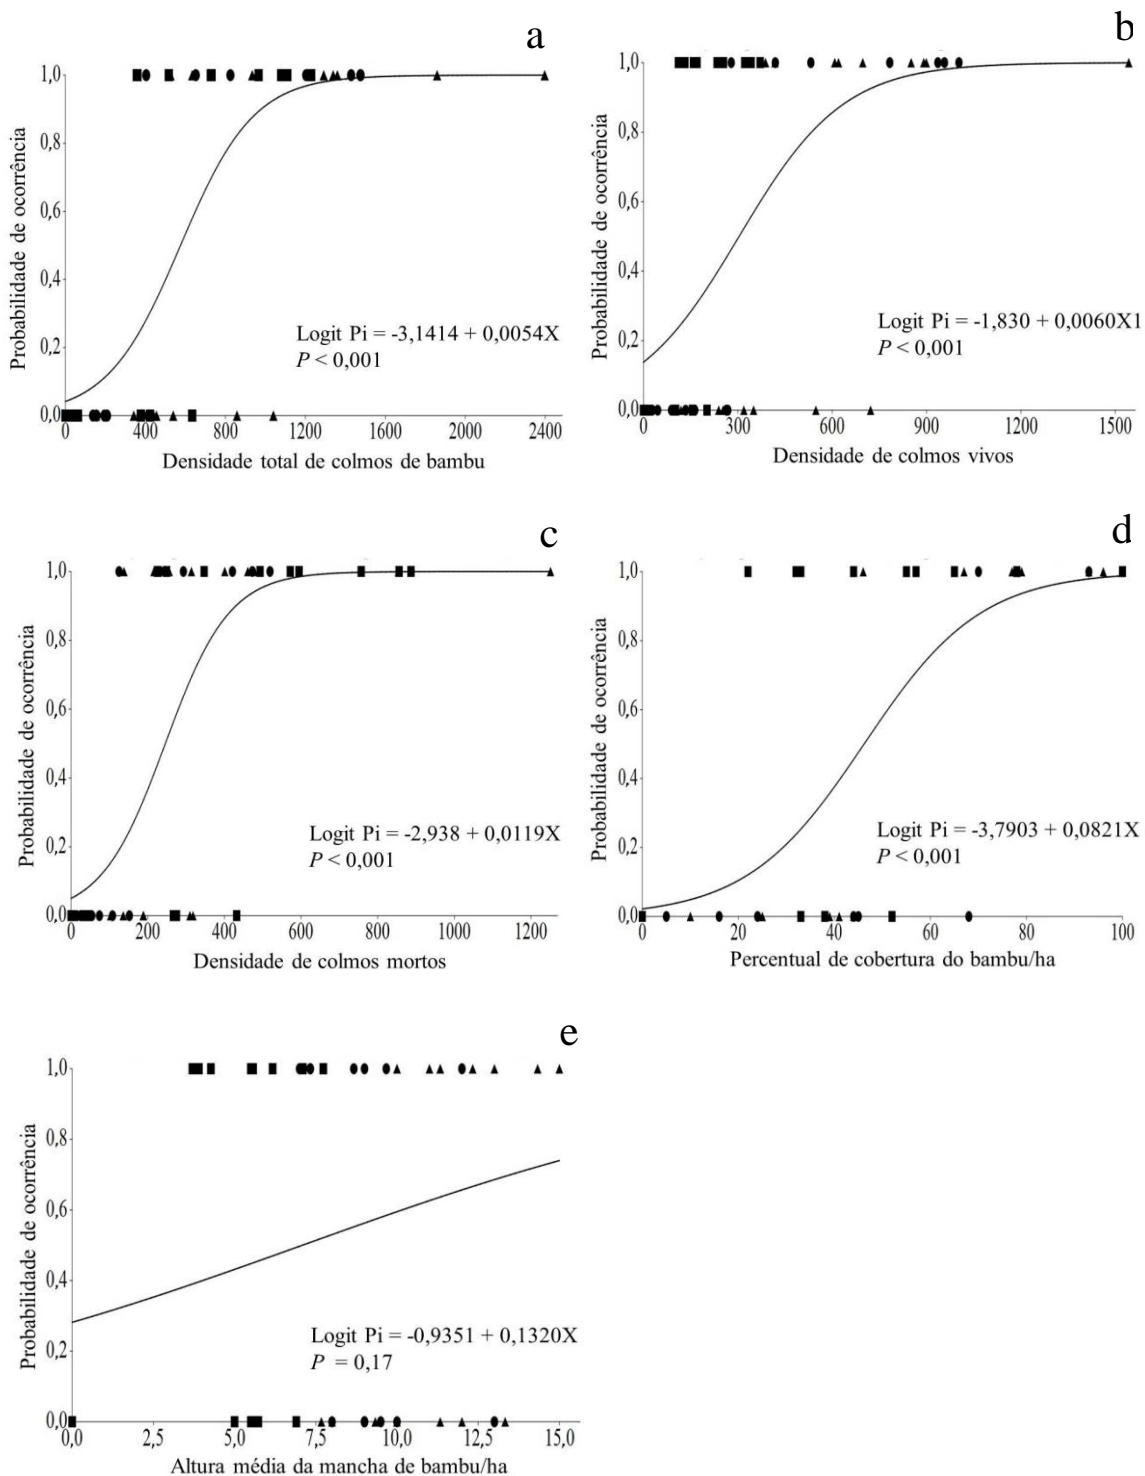 a
1,0
0,8
0,6
0,4
0,2
0,0
Probabilidade de ocorrência
Logit Pi = -3,1414 + 0,0054X
P < 0,001
0 400 800 1200 1600 2000 2400
Densidade total de colmos de bambu
b
1,0
0,8
0,6
0,4
0,2
0,0
Probabilidade de ocorrência
Logit Pi = -1,830 + 0,0060X1
P < 0,001
0 300 600 900 1200 1500
Densidade de colmos vivos
c
1,0
0,8
0,6
0,4
0,2
0,0
Probabilidade de ocorrência
Logit Pi = -2,938 + 0,0119X
P < 0,001
0 200 400 600 800 1000 1200
Densidade de colmos mortos
d
1,0
0,8
0,6
0,4
0,2
0,0
Probabilidade de ocorrência
Logit Pi = -3,7903 + 0,0821X
P < 0,001
0 20 40 60 80 100
Percentual de cobertura do bambu/ha
e
1,0
0,8
0,6
0,4
0,2
0,0
Probabilidade de ocorrência
Logit Pi = -0,9351 + 0,1320X
P = 0,17
0,0 2,5 5,0 7,5 10,0 12,5 15,0
Altura média da mancha de bambu/ha